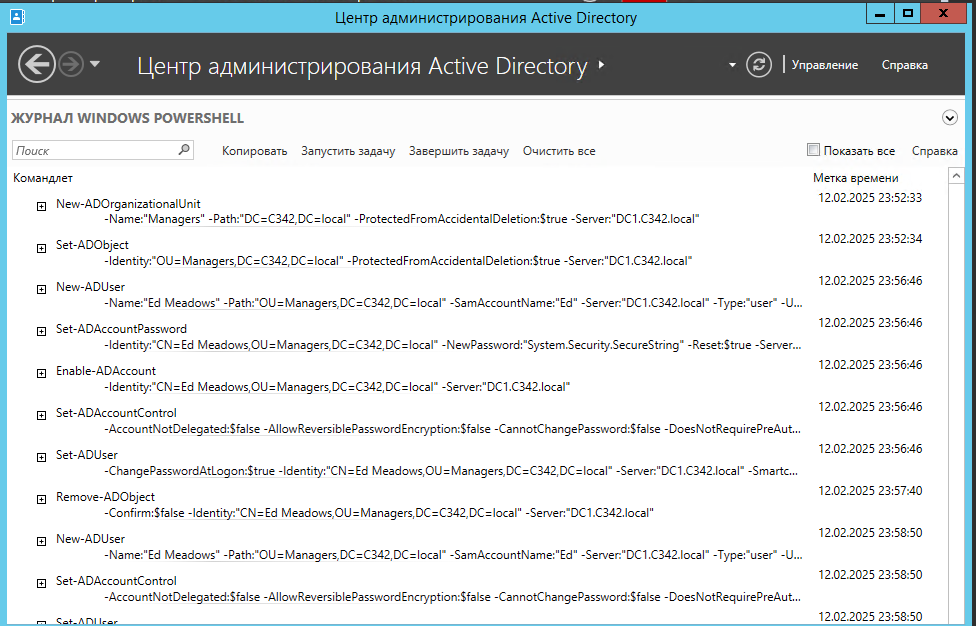 Центр администрирования Active Directory
Центр администрирования Active Directory
Управление
Справка
ЖУРНАЛ WINDOWS POWERSHELL
Поиск
Копировать Запустить задачу Завершить задачу Очистить все
Показать все Справка
Командлет Метка времени
New-ADOrganizationalUnit 12.02.2025 23:52:33
-Name:"Managers" -Path:"DC=C342,DC=local" -ProtectedFromAccidentalDeletion:$true -Server:"DC1.C342.local"
Set-ADObject 12.02.2025 23:52:34
-Identity:"OU=Managers,DC=C342,DC=local" -ProtectedFromAccidentalDeletion:$true -Server:"DC1.C342.local"
New-ADUser 12.02.2025 23:56:46
-Name:"Ed Meadows" -Path:"OU=Managers,DC=C342,DC=local" -SamAccountName:"Ed" -Server:"DC1.C342.local" -Type:"user" -U...
Set-ADAccountPassword 12.02.2025 23:56:46
-Identity:"CN=Ed Meadows,OU=Managers,DC=C342,DC=local" -NewPassword:"System.Security.SecureString" -Reset:$true -Server...
Enable-ADAccount 12.02.2025 23:56:46
-Identity:"CN=Ed Meadows,OU=Managers,DC=C342,DC=local" -Server:"DC1.C342.local"
Set-ADAccountControl 12.02.2025 23:56:46
-AccountNotDelegated:$false -AllowReversiblePasswordEncryption:$false -CannotChangePassword:$false -DoesNotRequirePreAut...
Set-ADUser 12.02.2025 23:56:46
-ChangePasswordAtLogon:$true -Identity:"CN=Ed Meadows,OU=Managers,DC=C342,DC=local" -Server:"DC1.C342.local" -Smartc...
Remove-ADObject 12.02.2025 23:57:40
-Confirm:$false -Identity:"CN=Ed Meadows,OU=Managers,DC=C342,DC=local" -Server:"DC1.C342.local"
New-ADUser 12.02.2025 23:58:50
-Name:"Ed Meadows" -Path:"OU=Managers,DC=C342,DC=local" -SamAccountName:"Ed" -Server:"DC1.C342.local" -Type:"user" -U...
Set-ADAccountControl 12.02.2025 23:58:50
-AccountNotDelegated:$false -AllowReversiblePasswordEncryption:$false -CannotChangePassword:$false -DoesNotRequirePreAut...
Set-ADUser 12.02.2025 23:58:50